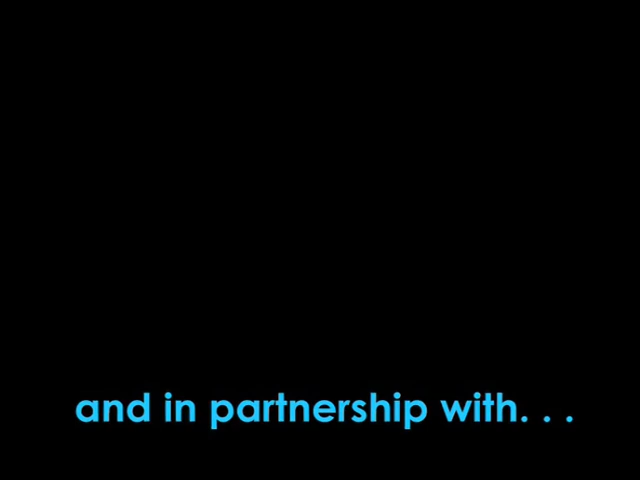 and in partnership with. . .